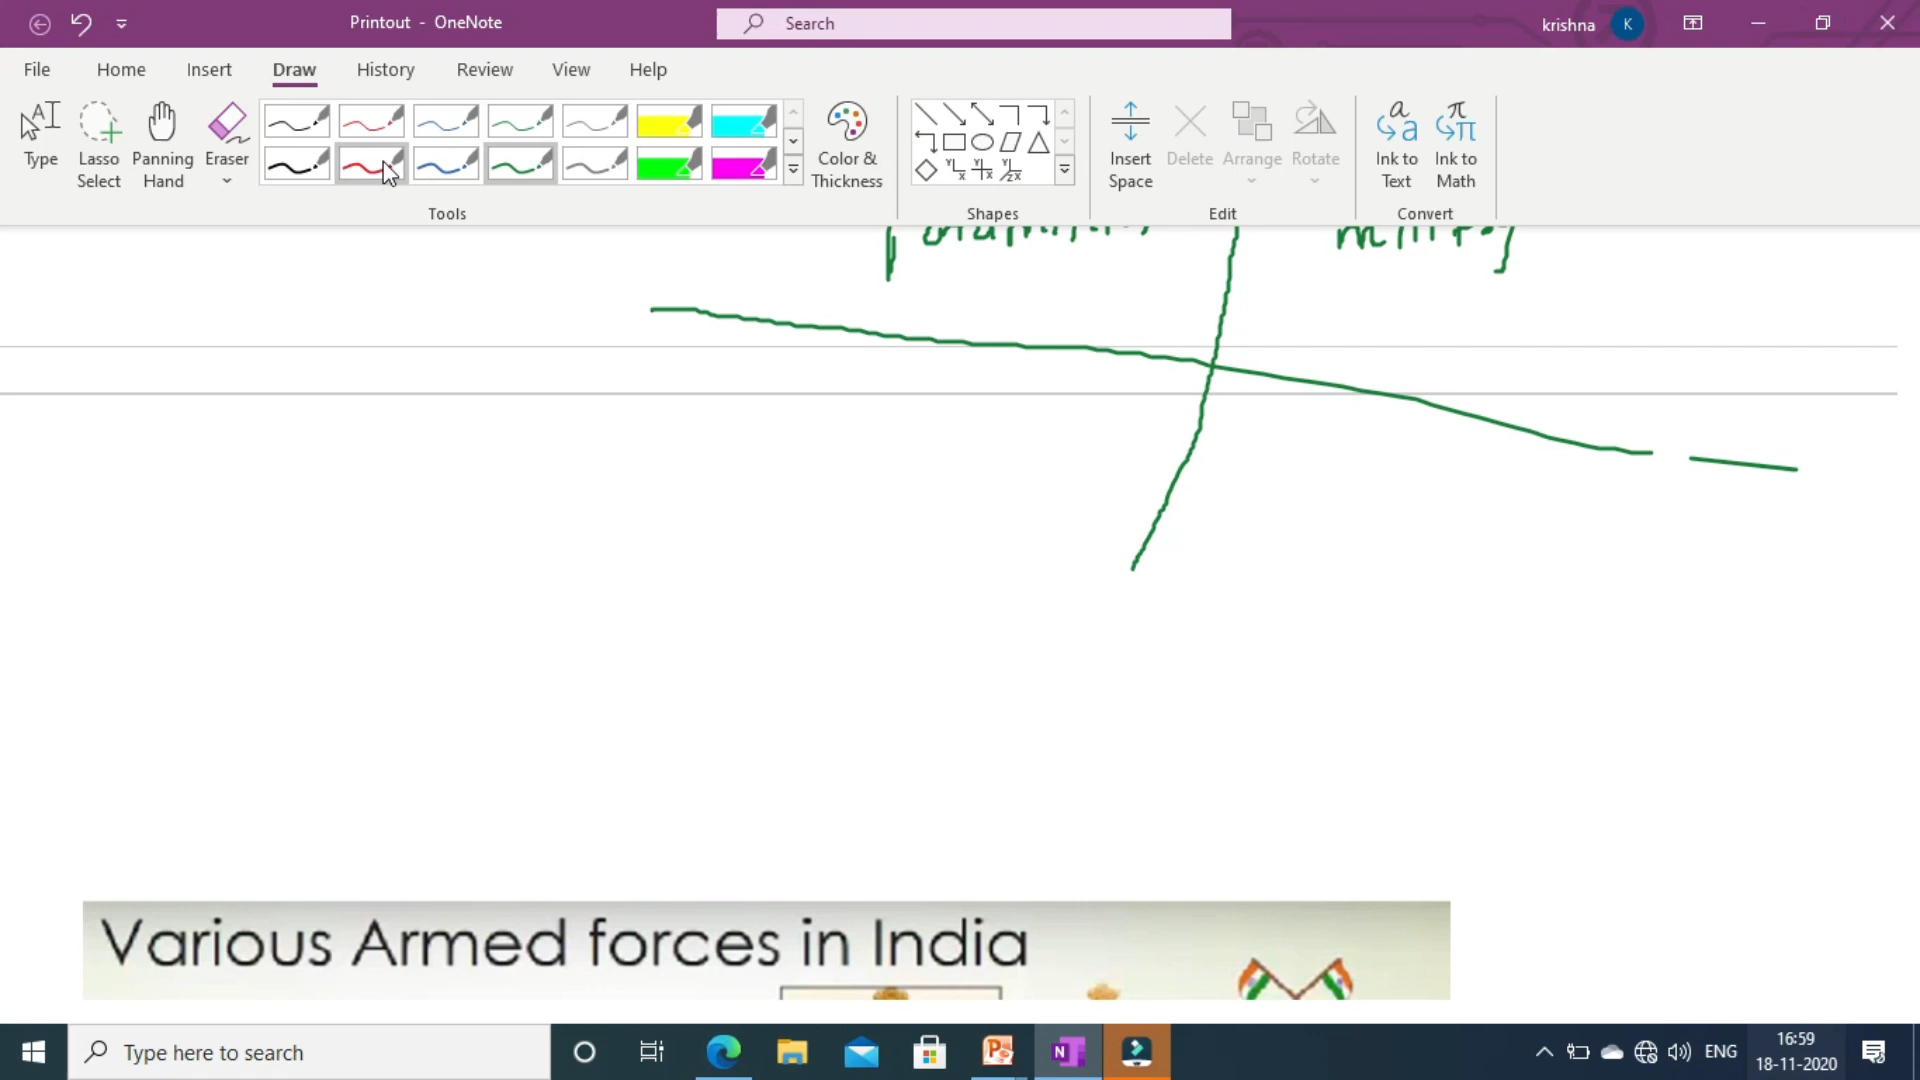 Printout - OneNote
Search
krishna
K
File Home Insert Draw History Review View Help
Type
Lasso Select
Panning Hand
Eraser
Color & Thickness
Insert Space
Delete
Arrange
Rotate
Ink to Text
Ink to Math
Tools
Shapes
Edit
Convert
Various Armed forces in India
Type here to search
ENG
16:59
18-11-2020